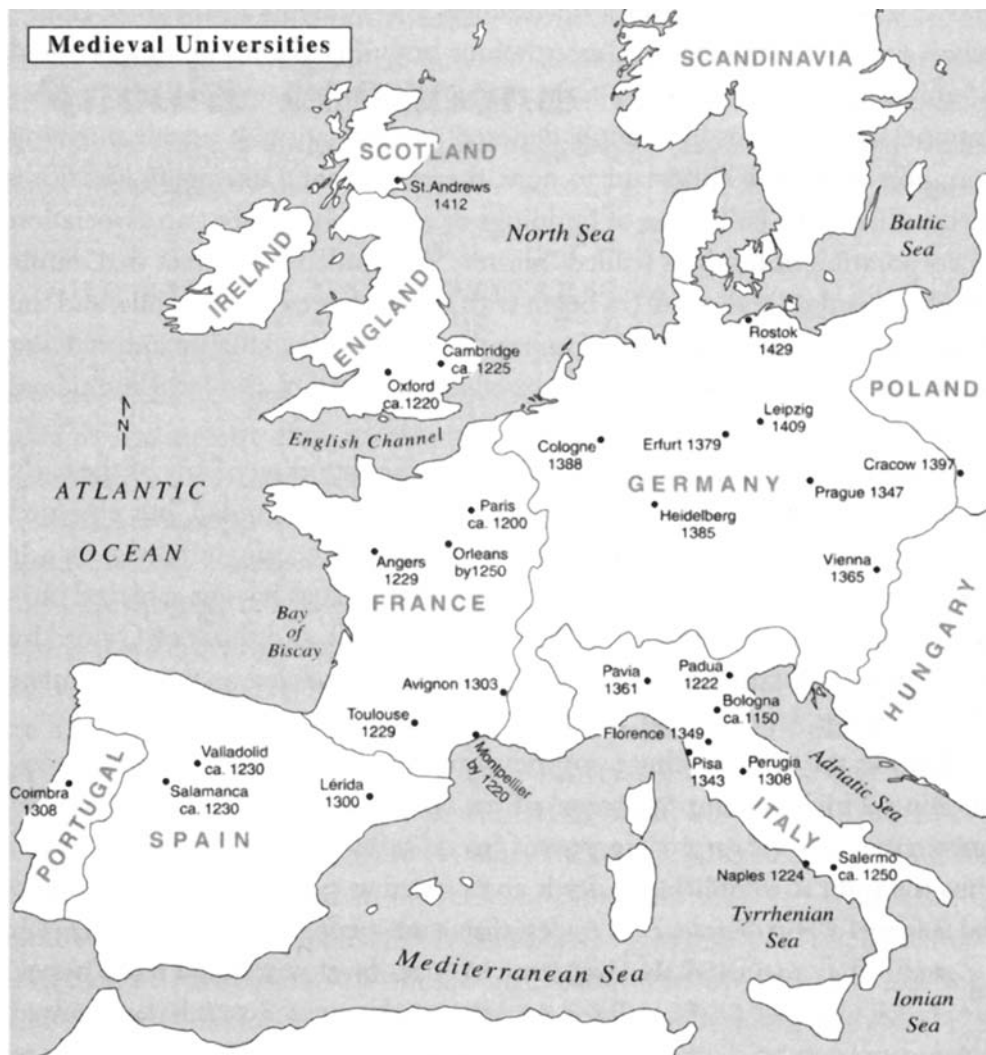 Medieval Universities
SCANDINAVIA
SCOTLAND
St.Andrews
1412
North Sea
Baltic
Sea
IRELAND
ENGLAND
Rostok
1429
Cambridge
ca. 1225
Oxford
ca.1220
POLAND
N
English Channel
Leipzig
1409
Cologne
1388
Erfurt 1379
Cracow 1397
GERMANY
Prague 1347
ATLANTIC
OCEAN
Paris
ca. 1200
Heidelberg
1385
Orleans
by1250
Angers
1229
Vienna
1365
FRANCE
Bay
of
Biscay
HUNGARY
Avignon 1303
Pavia
1361
Padua
1222
Bologna
ca.1150
Toulouse
1229
Montpellier
by 1220
Florence 1349
Pisa
1343
Perugia
1308
Adriatic Sea
Valladolid
ca. 1230
Salamanca
ca. 1230
Lérida
1300
Coimbra
1308
PORTUGAL
SPAIN
ITALY
Naples 1224
Salermo
ca. 1250
Tyrrhenian
Sea
Mediterranean Sea
Ionian
Sea